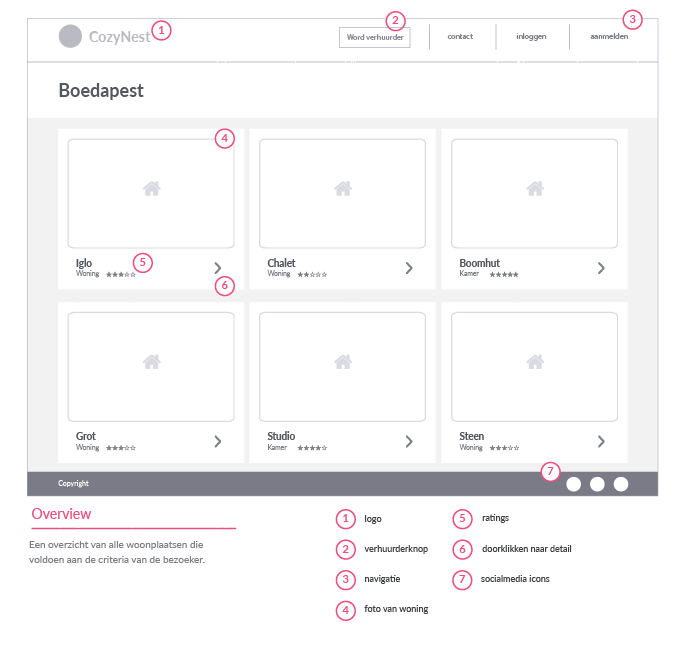 CozyNest 1
Word verhuurder 2
contact
inloggen
aanmelden 3
Boedapest
4
Iglo
Woning
5
6
Chalet
Woning
Boomhut
Kamer
Grot
Woning
Studio
Kamer
Steen
Woning
7
Copyright
Overview
Een overzicht van alle woonplaatsen die
voldoen aan de criteria van de bezoeker.
1 logo
2 verhuurderknop
3 navigatie
4 foto van woning
5 ratings
6 doorklikken naar detail
7 socialmedia icons